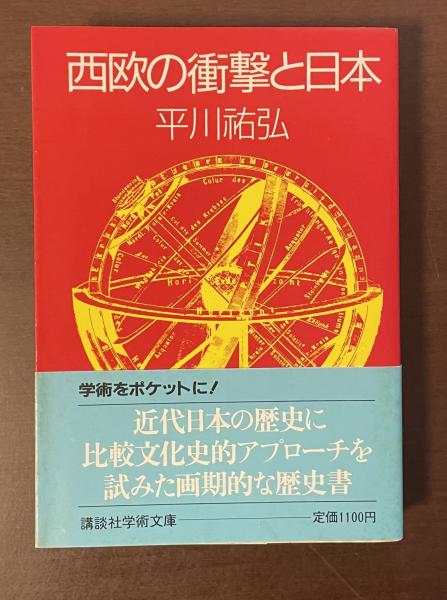 西欧の衝撃と日本
平川祐弘
Colur des
Horizont
学術をポケットに!
近代日本の歴史に
比較文化史的アプローチを
試みた画期的な歴史書
講談社学術文庫
定価1100円